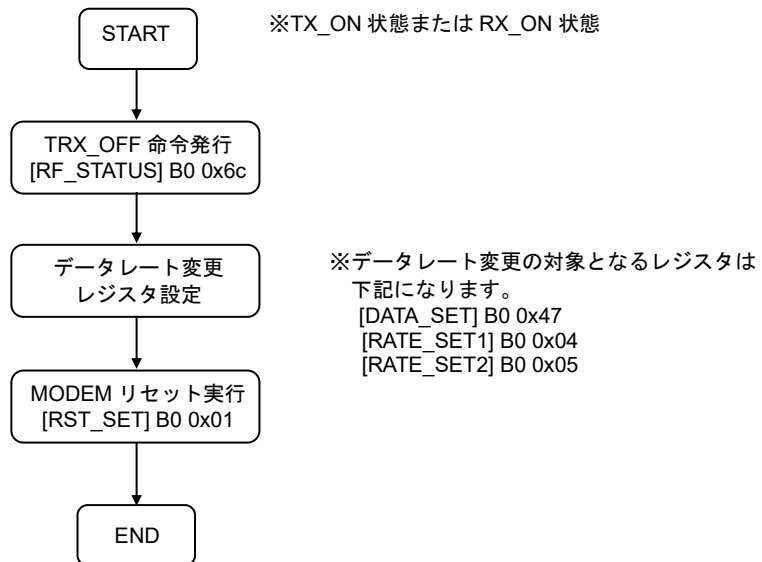 START
※TX_ON 状態または RX_ON 状態
TRX_OFF 命令発行
[RF_STATUS] B0 0x6c
データレート変更
レジスタ設定
※データレート変更の対象となるレジスタは
下記になります。
[DATA_SET] B0 0x47
[RATE_SET1] B0 0x04
[RATE_SET2] B0 0x05
MODEM リセット実行
[RST_SET] B0 0x01
END